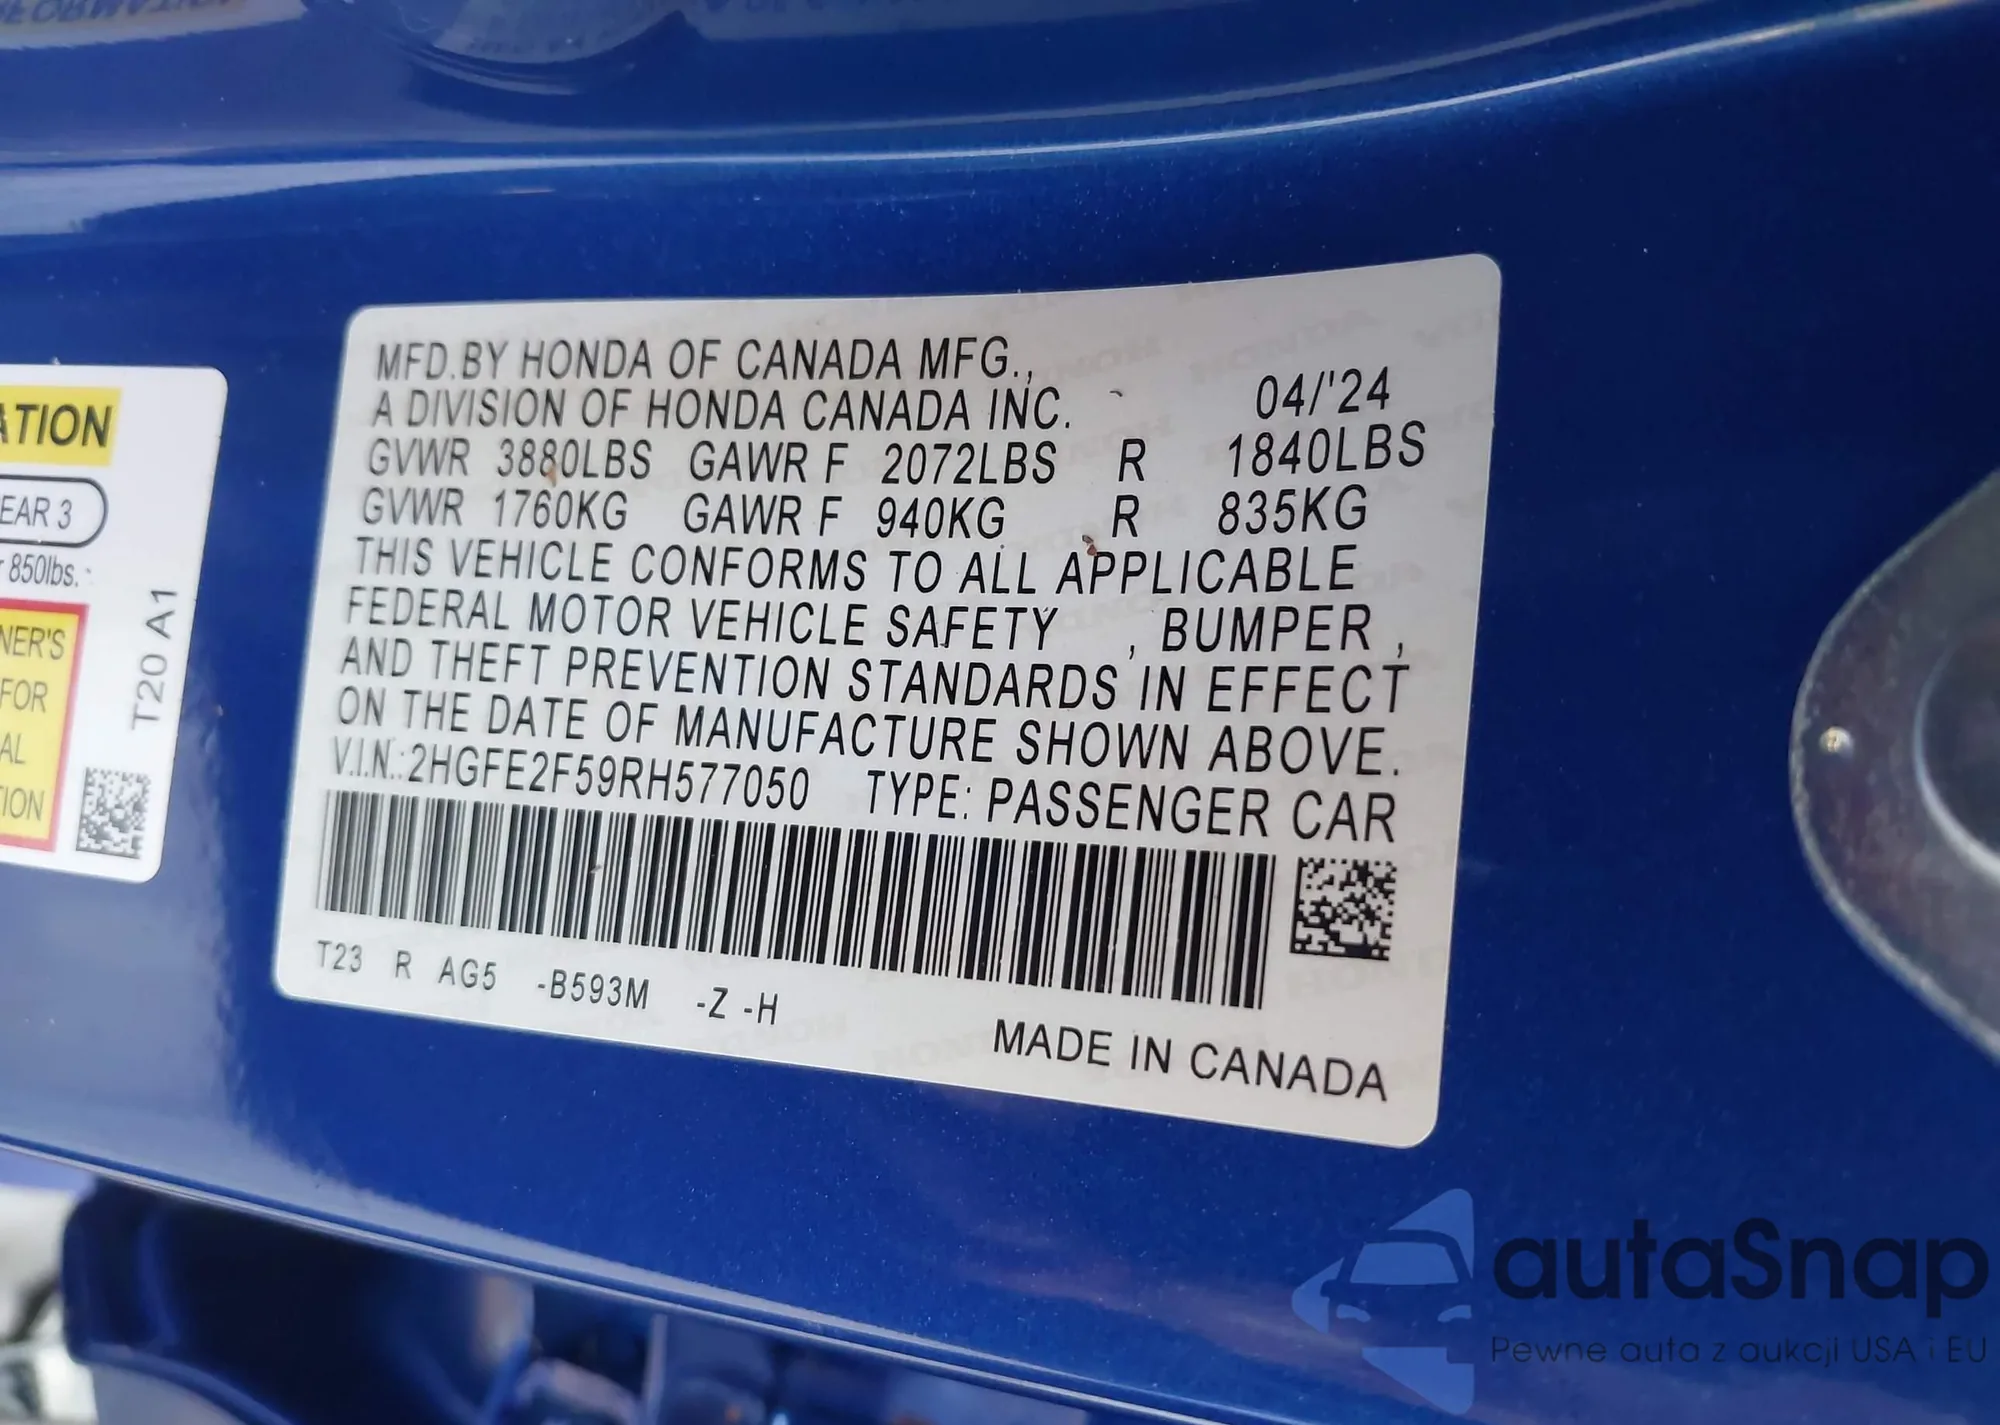 ATION
EAR 3
850lbs.
NER'S
FOR
AL
ION
T20 A1
MFD.BY HONDA OF CANADA MFG.,
A DIVISION OF HONDA CANADA INC. 04/'24
GVWR 3880LBS GAWR F 2072LBS R 1840LBS
GVWR 1760KG GAWR F 940KG R 835KG
THIS VEHICLE CONFORMS TO ALL APPLICABLE
FEDERAL MOTOR VEHICLE SAFETY , BUMPER ,
AND THEFT PREVENTION STANDARDS IN EFFECT
ON THE DATE OF MANUFACTURE SHOWN ABOVE.
V.I.N.:2HGFE2F59RH577050 TYPE: PASSENGER CAR
T23 R AG5 -B593M -Z -H
MADE IN CANADA
autaSnap
Pewne auta z aukcji USA i EU